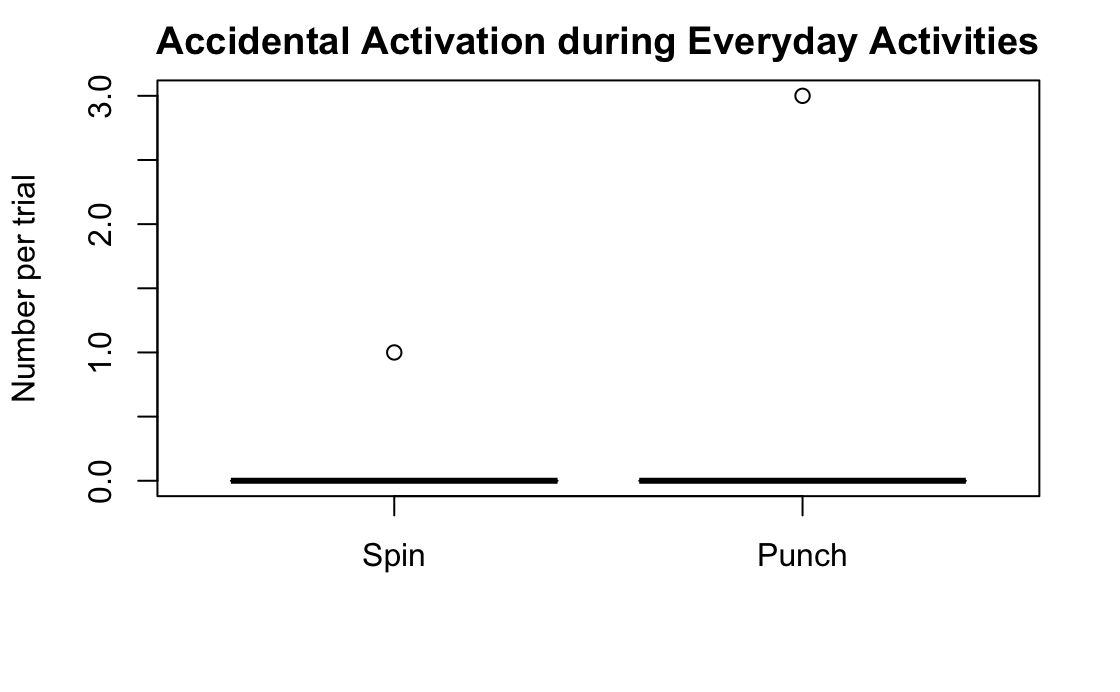 Accidental Activation during Everyday Activities
Number per trial
3.0
2.0
1.0
0.0
Spin Punch